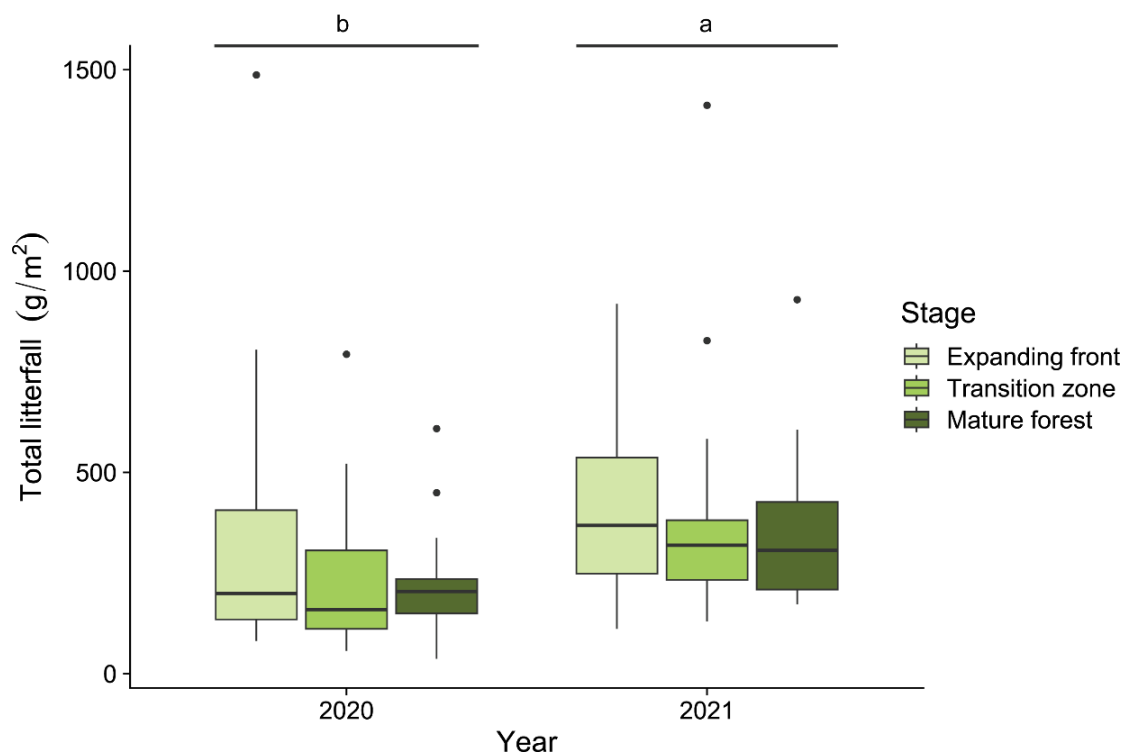 b
a
1500
1000
500
0
Total litterfall (g/m²)
2020
2021
Year
Stage
Expanding front
Transition zone
Mature forest